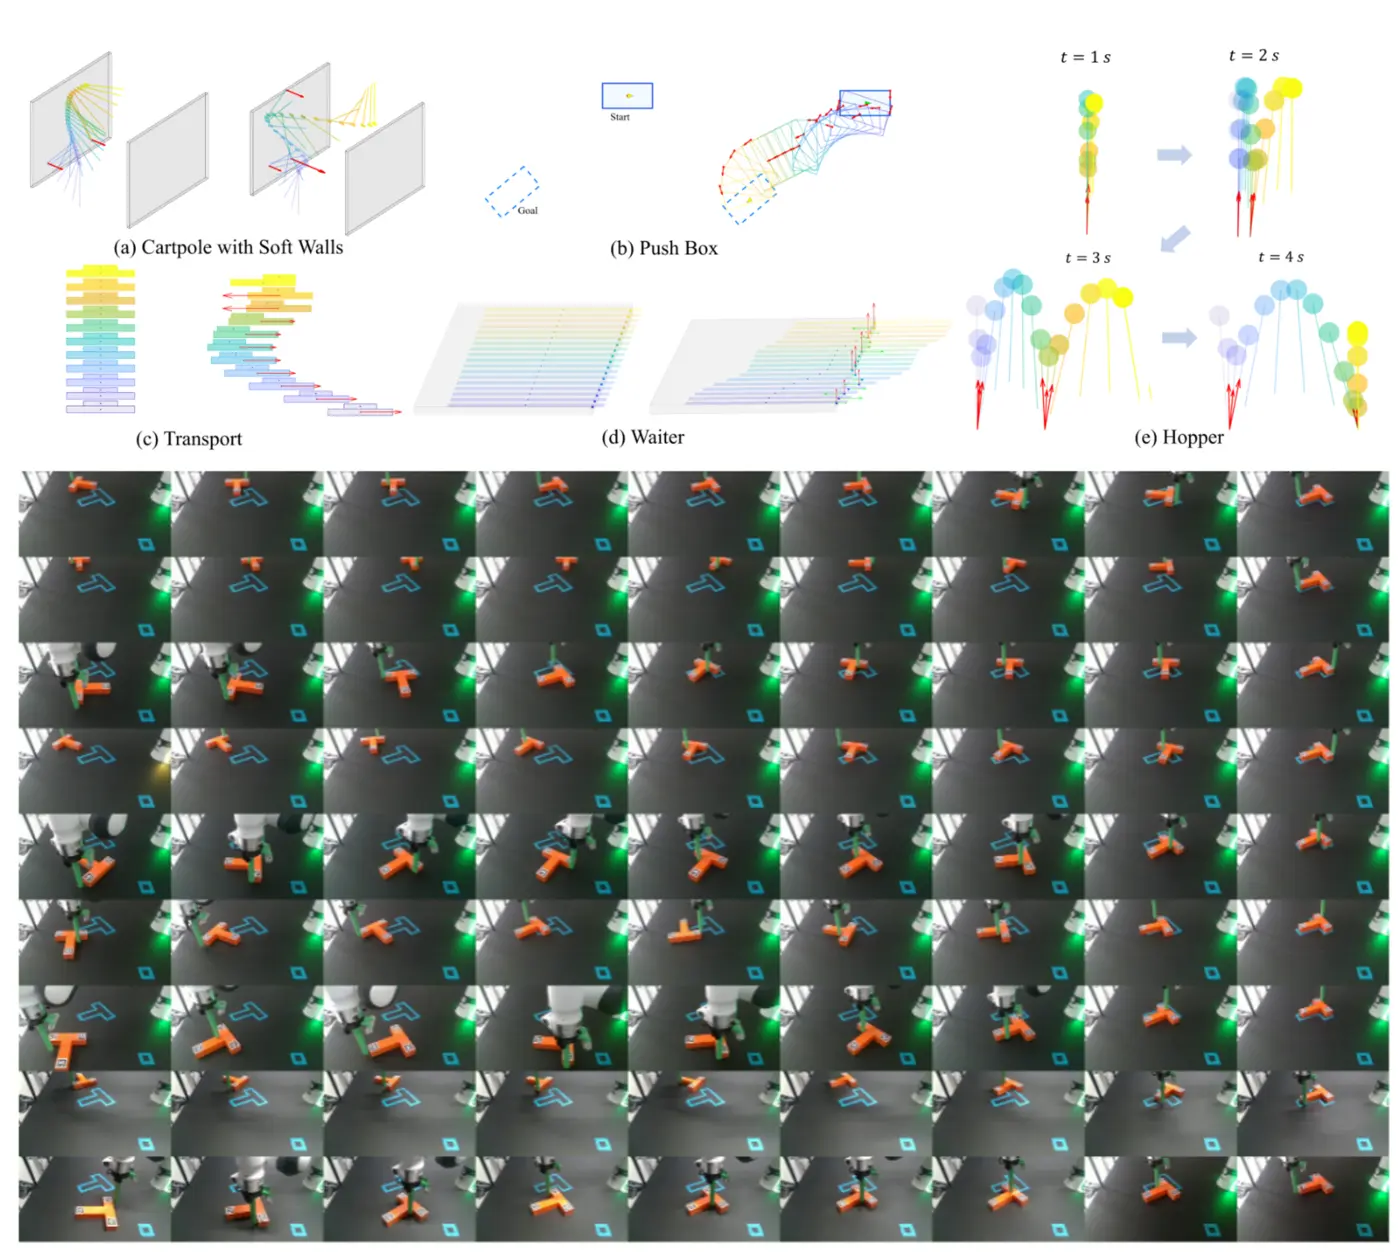 t = 1 s
t = 2 s
Start
Goal
(a) Cartpole with Soft Walls
(b) Push Box
t = 3 s
t = 4 s
(c) Transport
(d) Waiter
(e) Hopper